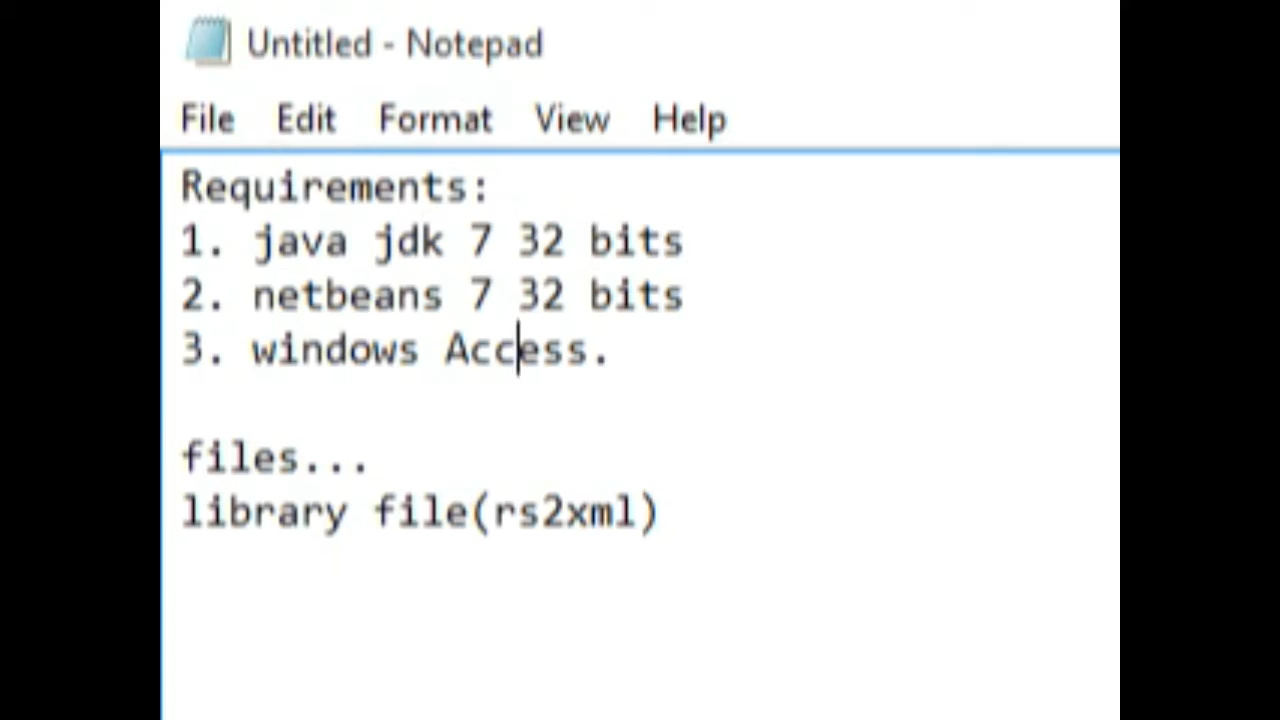 Untitled - Notepad
File Edit Format View Help
Requirements:
1. java jdk 7 32 bits
2. netbeans 7 32 bits
3. windows Access.
files...
library file(rs2xml)